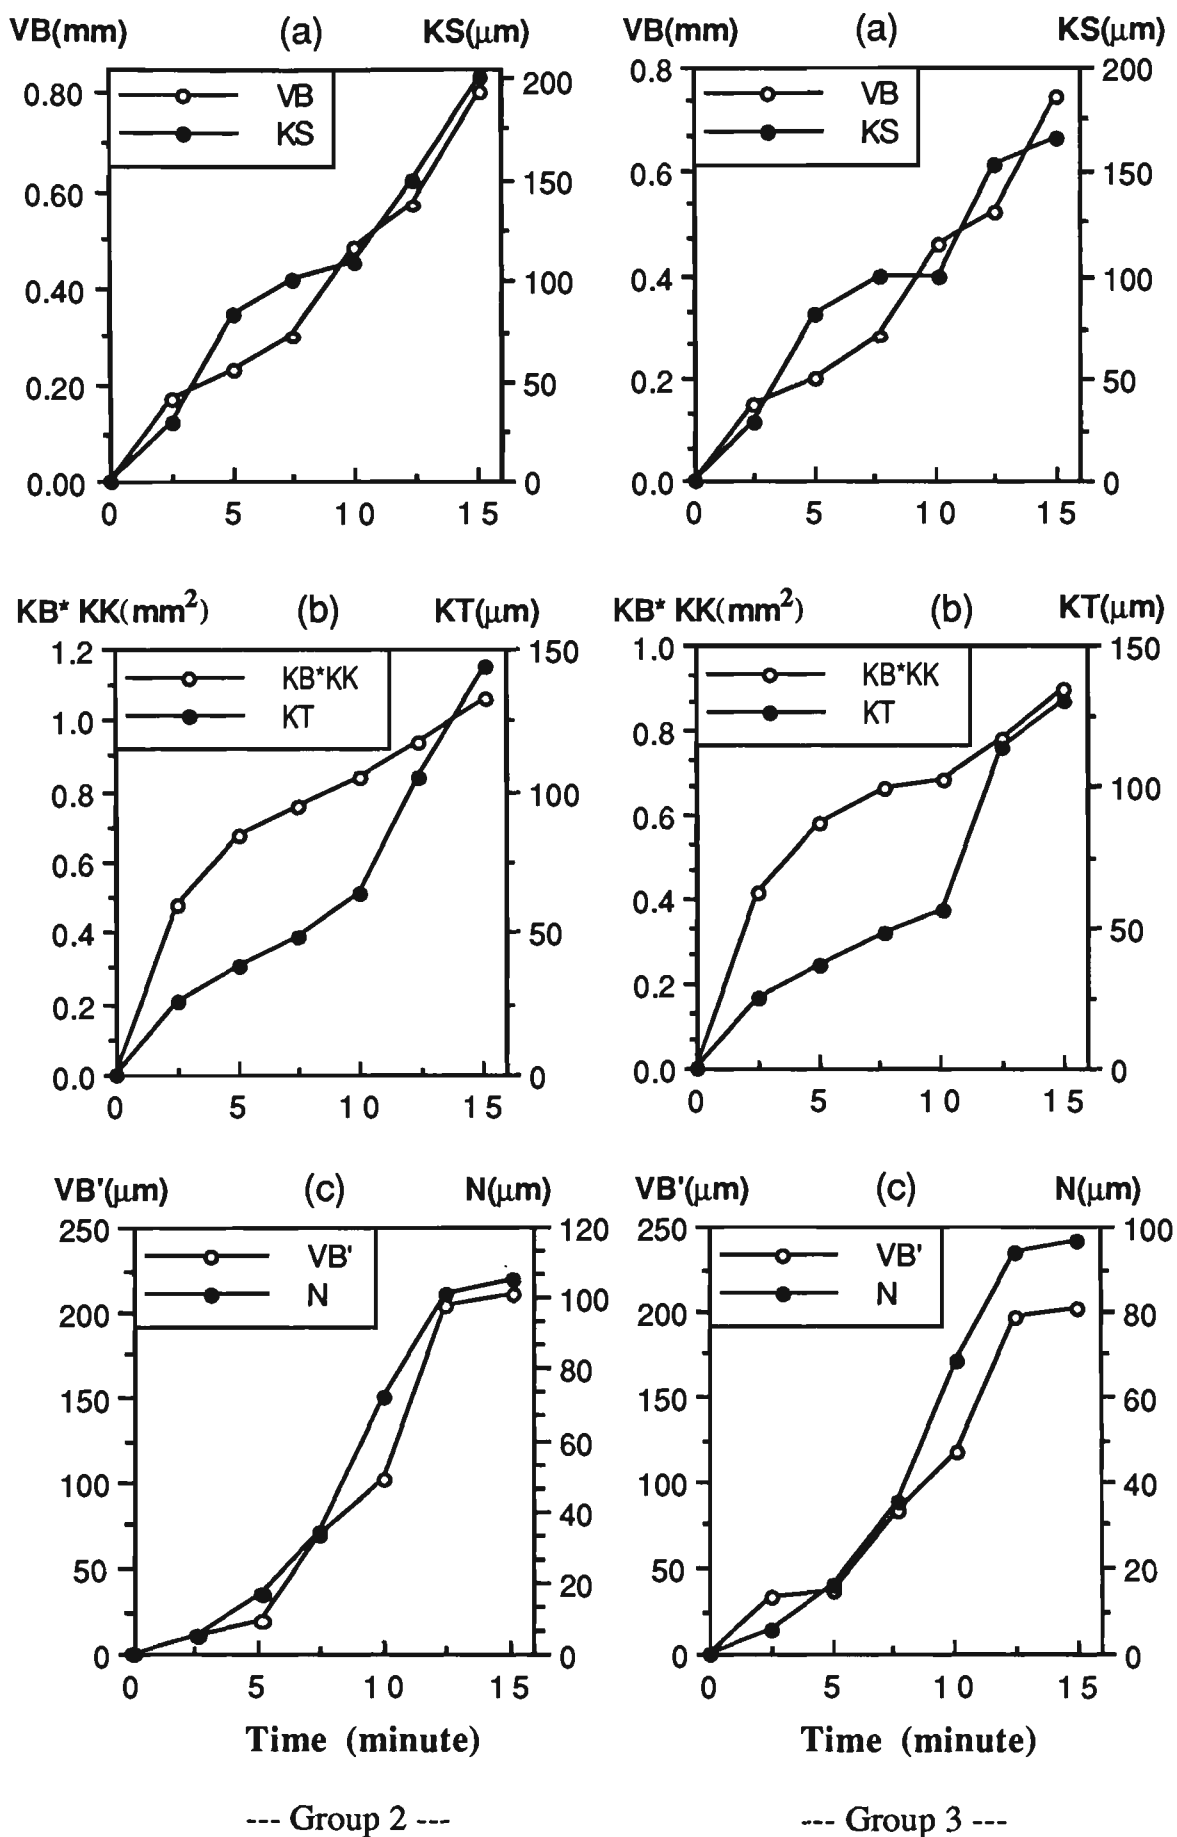 VB(mm) (a) KS(μm)
0.80
0.60
0.40
0.20
0.00
VB
KS
200
150
100
50
0
0 5 10 15
VB(mm) (a) KS(μm)
0.8
0.6
0.4
0.2
0.0
VB
KS
200
150
100
50
0
0 5 10 15
KB* KK(mm²) (b) KT(μm)
1.2
1.0
0.8
0.6
0.4
0.2
0.0
KB*KK
KT
150
100
50
0
0 5 10 15
KB* KK(mm²) (b) KT(μm)
1.0
0.8
0.6
0.4
0.2
0.0
KB*KK
KT
150
100
50
0
0 5 10 15
VB'(μm) (c) N(μm)
250
200
150
100
50
0
VB'
N
120
100
80
60
40
20
0
0 5 10 15
Time (minute)
--- Group 2 ---
VB'(μm) (c) N(μm)
250
200
150
100
50
0
VB'
N
100
80
60
40
20
0
0 5 10 15
Time (minute)
--- Group 3 ---